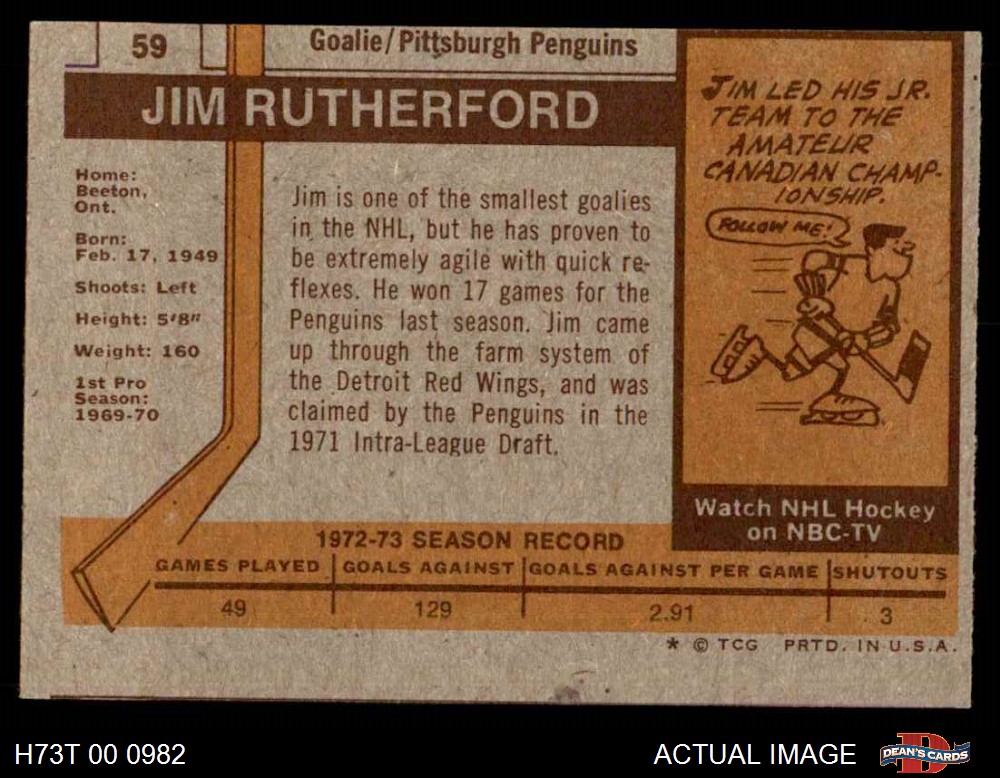 59
Goalie/Pittsburgh Penguins
JIM RUTHERFORD
Home:
Beeton,
Ont.
Born:
Feb. 17, 1949
Shoots: Left
Height: 5'8"
Weight: 160
1st Pro
Season:
1969-70
Jim is one of the smallest goalies
in the NHL, but he has proven to
be extremely agile with quick re-
flexes. He won 17 games for the
Penguins last season. Jim came
up through the farm system of
the Detroit Red Wings, and was
claimed by the Penguins in the
1971 Intra-League Draft.
JIM LED HIS JR.
TEAM TO THE
AMATEUR
CANADIAN CHAMP-
IONSHIP.
FOLLOW ME!
Watch NHL Hockey
on NBC-TV
1972-73 SEASON RECORD
GAMES PLAYED GOALS AGAINST GOALS AGAINST PER GAME SHUTOUTS
49 129 2.91 3
* © TCG PRTD. IN U.S.A.
H73T 00 0982
ACTUAL IMAGE
D
DEAN'S CARDS